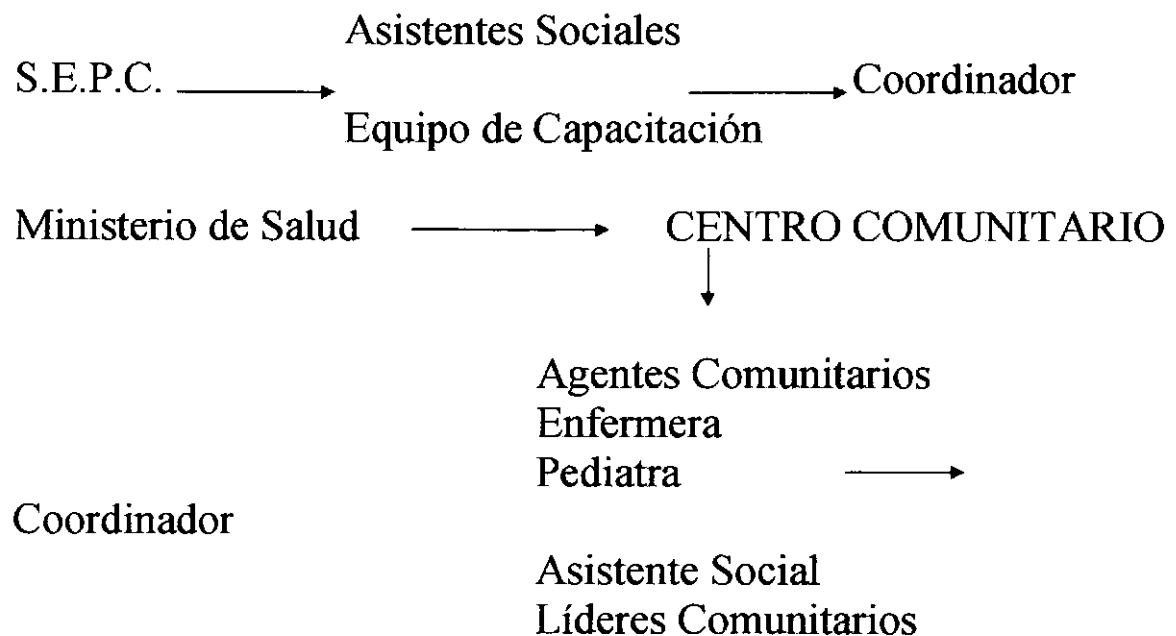 Asistentes Sociales
S.E.P.C. Coordinador
Equipo de Capacitación
Ministerio de Salud CENTRO COMUNITARIO
Agentes Comunitarios
Enfermera
Pediatra
Coordinador
Asistente Social
Líderes Comunitarios